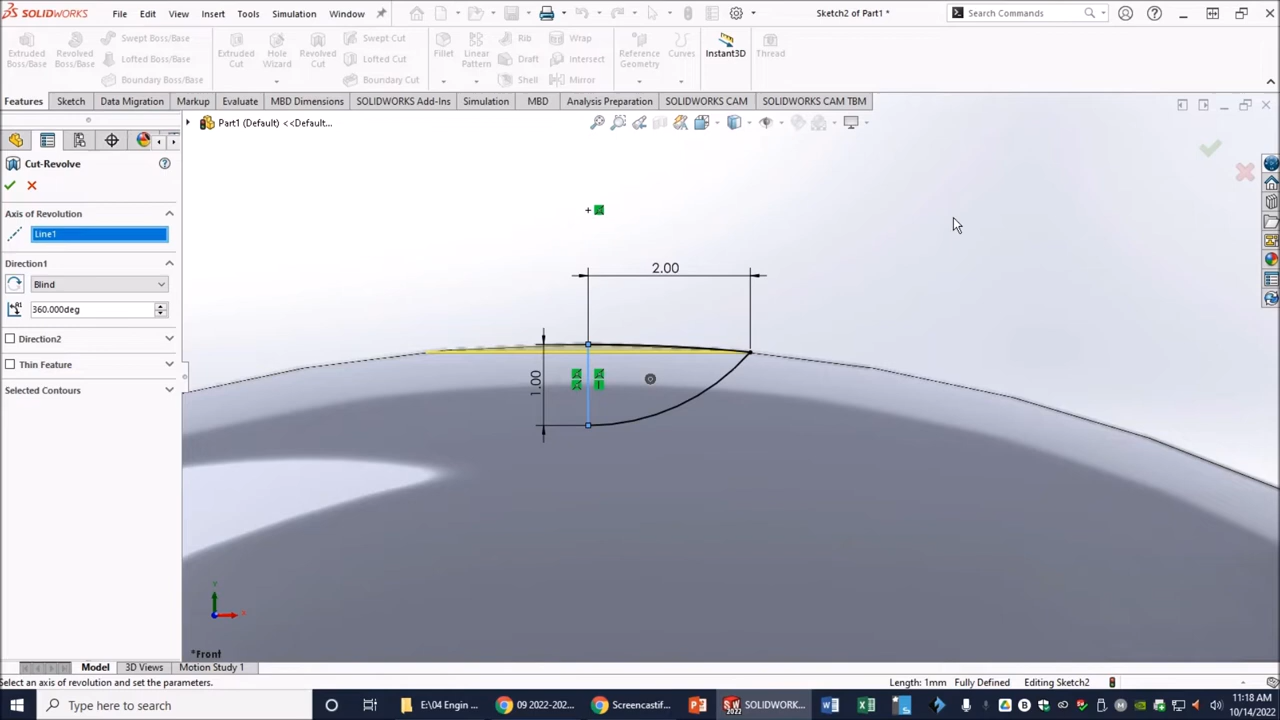 SOLIDWORKS File Edit View Insert Tools Simulation Window Sketch2 of Part1 * Search Commands
Extruded Boss/Base
Revolved Boss/Base
Swept Boss/Base
Lofted Boss/Base
Boundary Boss/Base
Extruded Cut
Hole Wizard
Revolved Cut
Swept Cut
Lofted Cut
Boundary Cut
Fillet
Linear Pattern
Rib
Draft
Shell
Wrap
Intersect
Mirror
Reference Geometry
Curves
Instant3D
Thread
Features Sketch Data Migration Markup Evaluate MBD Dimensions SOLIDWORKS Add-Ins Simulation MBD Analysis Preparation SOLIDWORKS CAM SOLIDWORKS CAM TBM
Part1 (Default) <<Default...
Cut-Revolve
Axis of Revolution
Line1
Direction1
Blind
360.000deg
Direction2
Thin Feature
Selected Contours
2.00
1.00
Y
X
*Front
Model 3D Views Motion Study 1
Select an axis of revolution and set the parameters. Length: 1mm Fully Defined Editing Sketch2
Type here to search
E:\04 Engin ...
09 2022-202...
Screencastif...
SOLIDWORK...
11:18 AM
10/14/2022